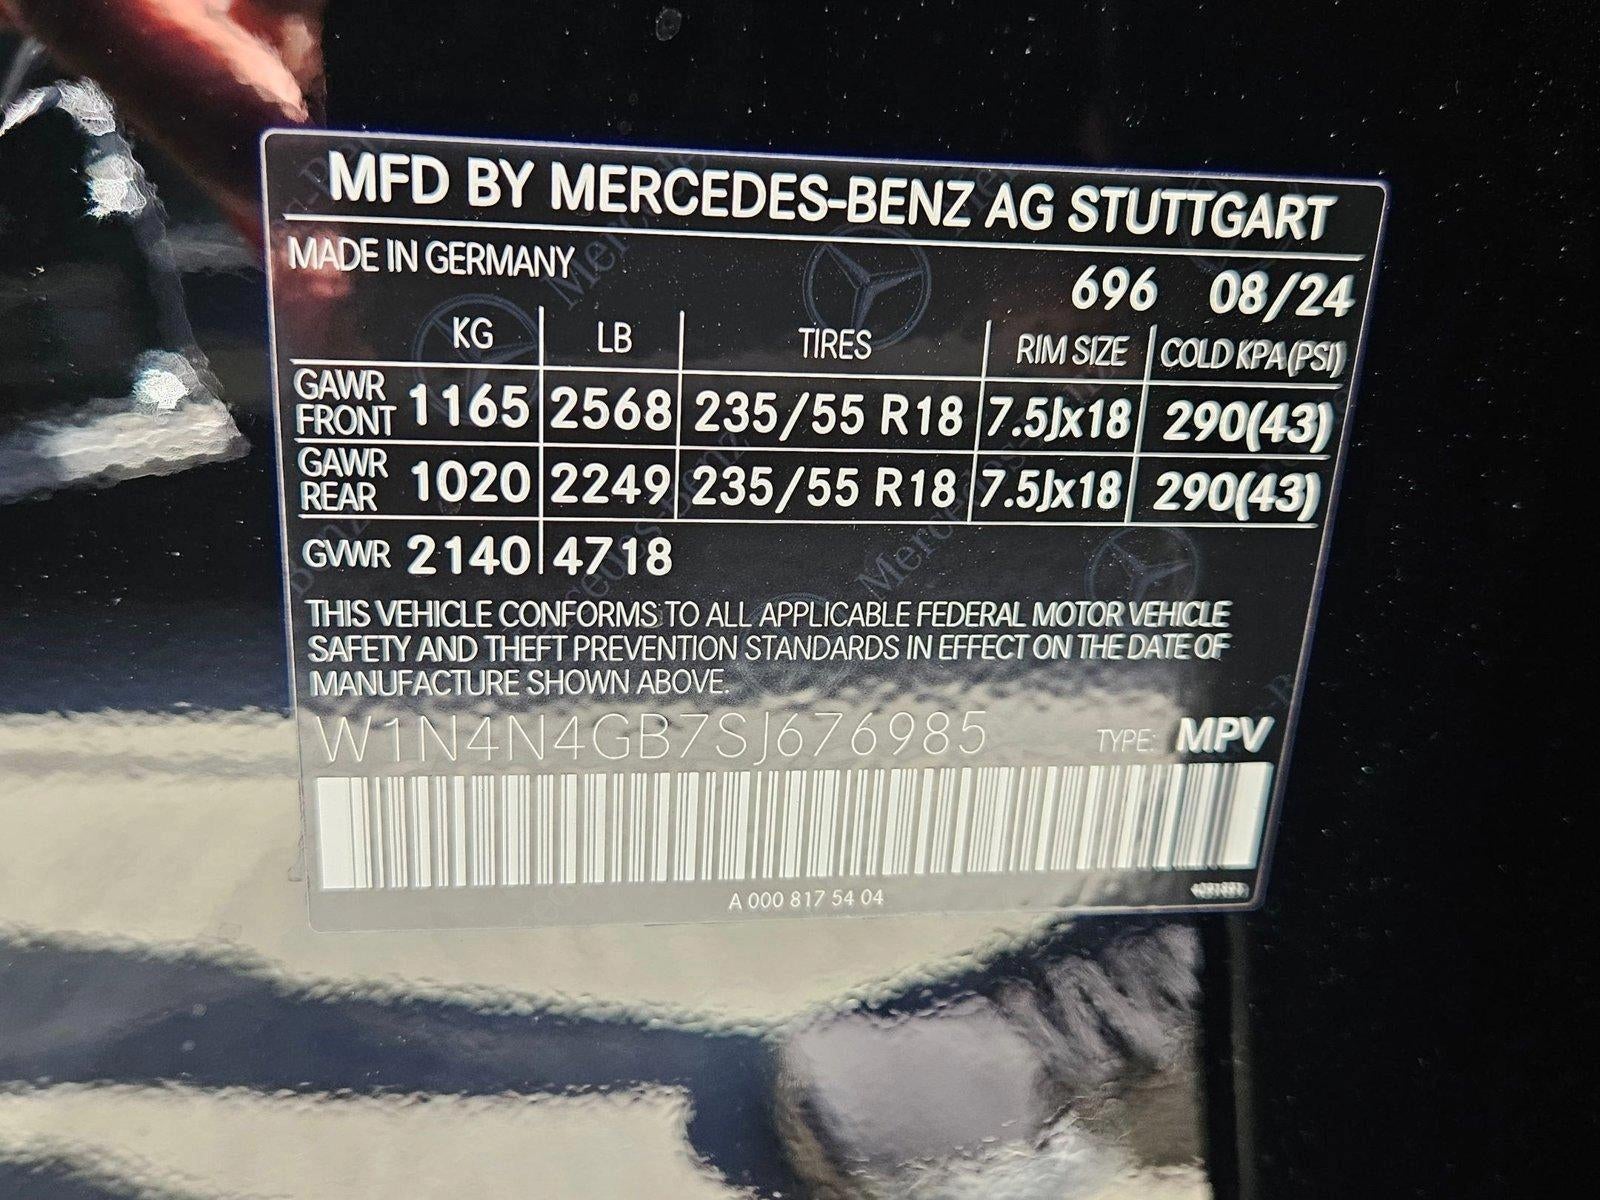 MFD BY MERCEDES-BENZ AG STUTTGART
MADE IN GERMANY
696 08/24
KG LB TIRES RIM SIZE COLD KPA(PSI)
GAWR FRONT 1165 2568 235/55 R18 7.5Jx18 290(43)
GAWR REAR 1020 2249 235/55 R18 7.5Jx18 290(43)
GVWR 2140 4718
THIS VEHICLE CONFORMS TO ALL APPLICABLE FEDERAL MOTOR VEHICLE
SAFETY AND THEFT PREVENTION STANDARDS IN EFFECT ON THE DATE OF
MANUFACTURE SHOWN ABOVE.
W1N4N4GB7SJ676985 TYPE: MPV
A 000 817 54 04